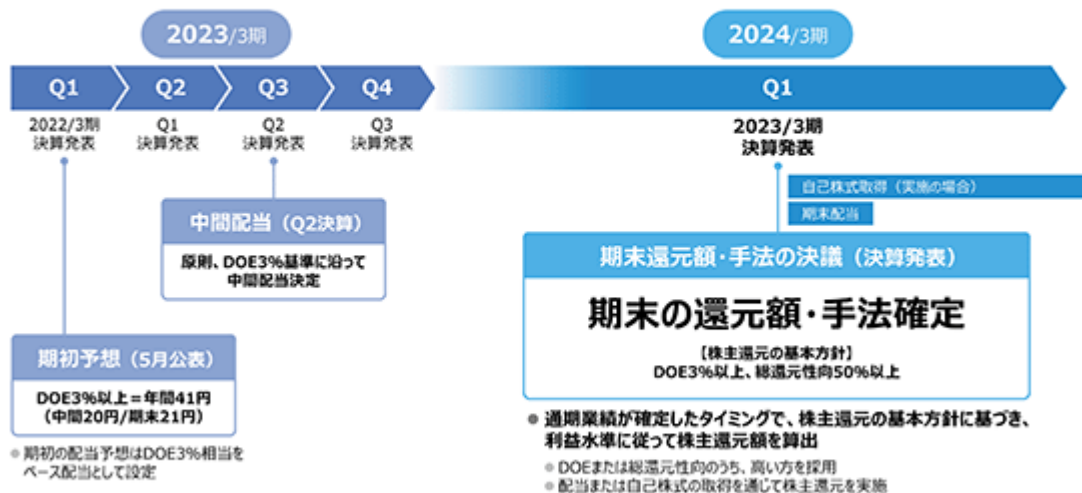 2023/3期
2024/3期
Q1
Q2
Q3
Q4
Q1
2022/3期
決算発表
Q1
決算発表
Q2
決算発表
Q3
決算発表
2023/3期
決算発表
自己株式取得（実施の場合）
期末配当
中間配当（Q2決算）
原則、DOE3%基準に沿って
中間配当決定
期末還元額・手法の決議（決算発表）
期末の還元額・手法確定
【株主還元の基本方針】
DOE3%以上、総還元性向50%以上
期初予想（5月公表）
DOE3%以上＝年間41円
（中間20円/期末21円）
● 期初の配当予想はDOE3%相当を
ベース配当として設定
● 通期業績が確定したタイミングで、株主還元の基本方針に基づき、
利益水準に従って株主還元額を算出
● DOEまたは総還元性向のうち、高い方を採用
● 配当または自己株式の取得を通じて株主還元を実施